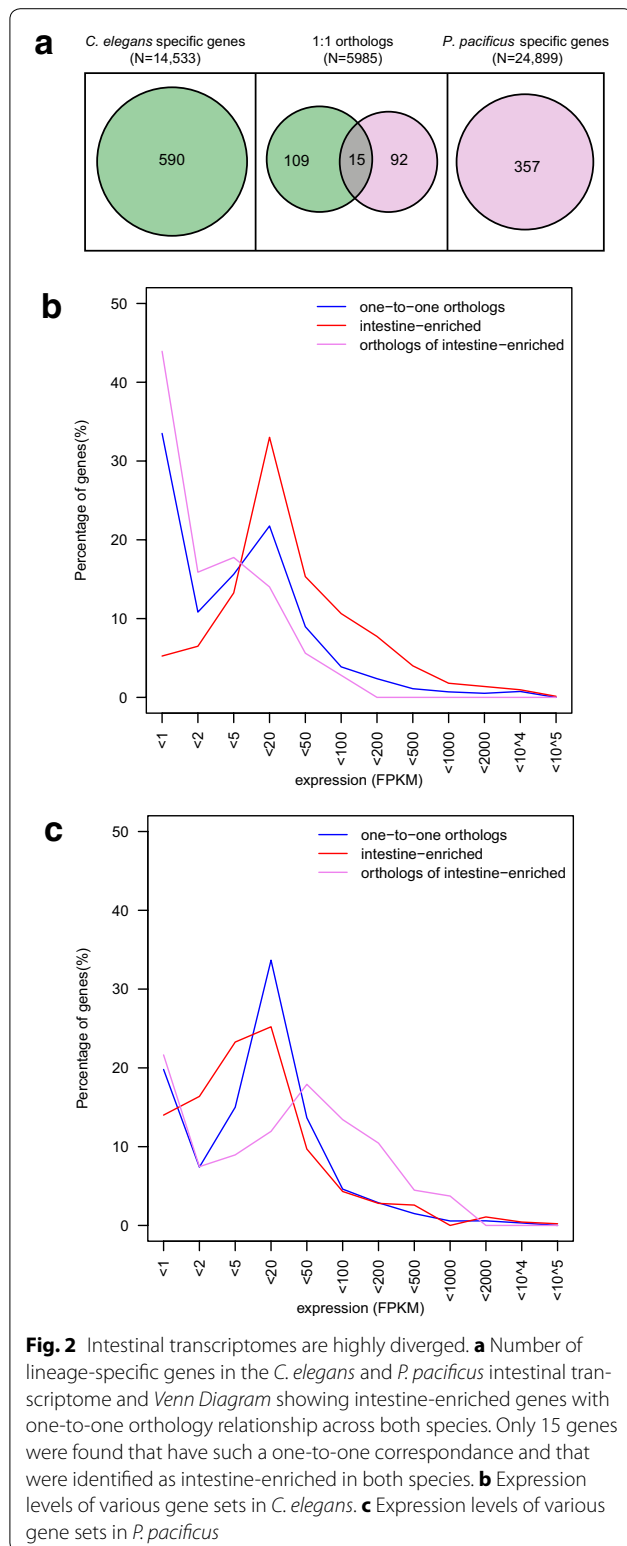 a
C. elegans specific genes
(N=14,533)
1:1 orthologs
(N=5985)
P. pacificus specific genes
(N=24,899)
590
109
15
92
357
b
Percentage of genes(%)
50
40
30
20
10
0
one-to-one orthologs
intestine-enriched
orthologs of intestine-enriched
<1
<2
<5
<20
<50
<100
<200
<500
<1000
<2000
<10^4
<10^5
expression (FPKM)
c
Percentage of genes(%)
50
40
30
20
10
0
one-to-one orthologs
intestine-enriched
orthologs of intestine-enriched
<1
<2
<5
<20
<50
<100
<200
<500
<1000
<2000
<10^4
<10^5
expression (FPKM)
Fig. 2 Intestinal transcriptomes are highly diverged. a Number of
lineage-specific genes in the C. elegans and P. pacificus intestinal tran-
scriptome and Venn Diagram showing intestine-enriched genes with
one-to-one orthology relationship across both species. Only 15 genes
were found that have such a one-to-one correspondence and that
were identified as intestine-enriched in both species. b Expression
levels of various gene sets in C. elegans. c Expression levels of various
gene sets in P. pacificus